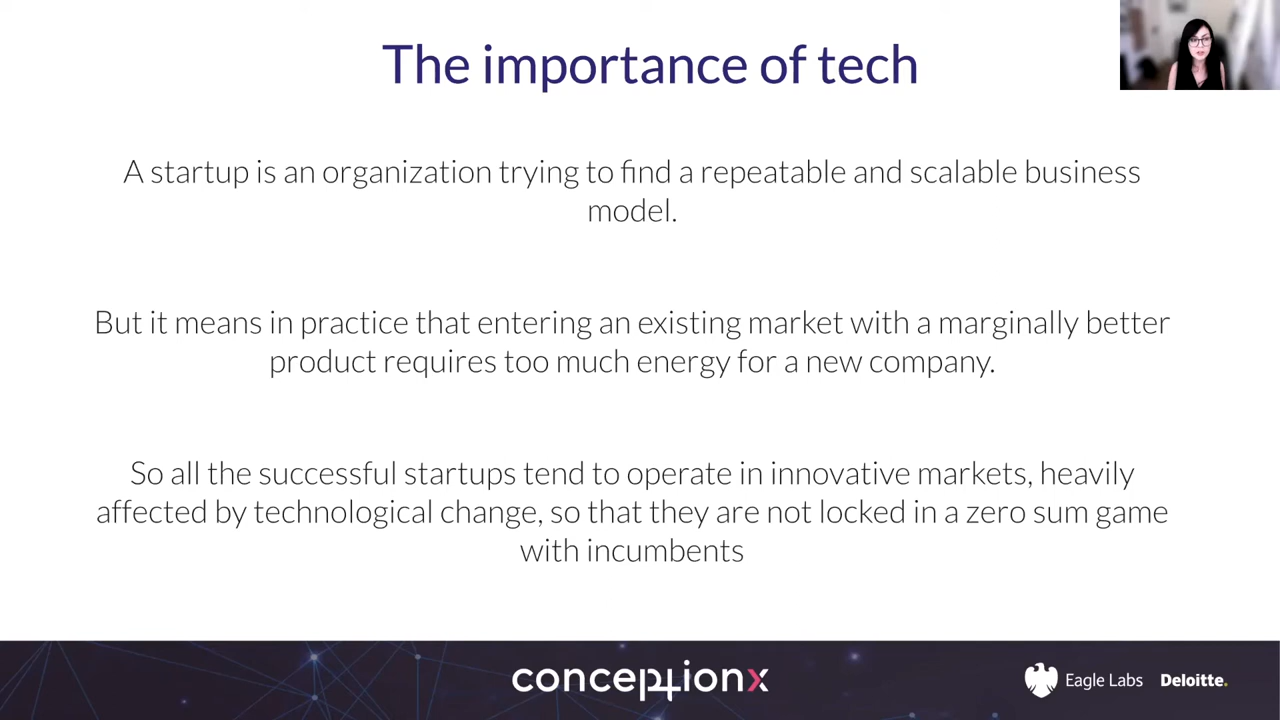 The importance of tech
A startup is an organization trying to find a repeatable and scalable business
model.
But it means in practice that entering an existing market with a marginally better
product requires too much energy for a new company.
So all the successful startups tend to operate in innovative markets, heavily
affected by technological change, so that they are not locked in a zero sum game
with incumbents
conceptionx
Eagle Labs
Deloitte.